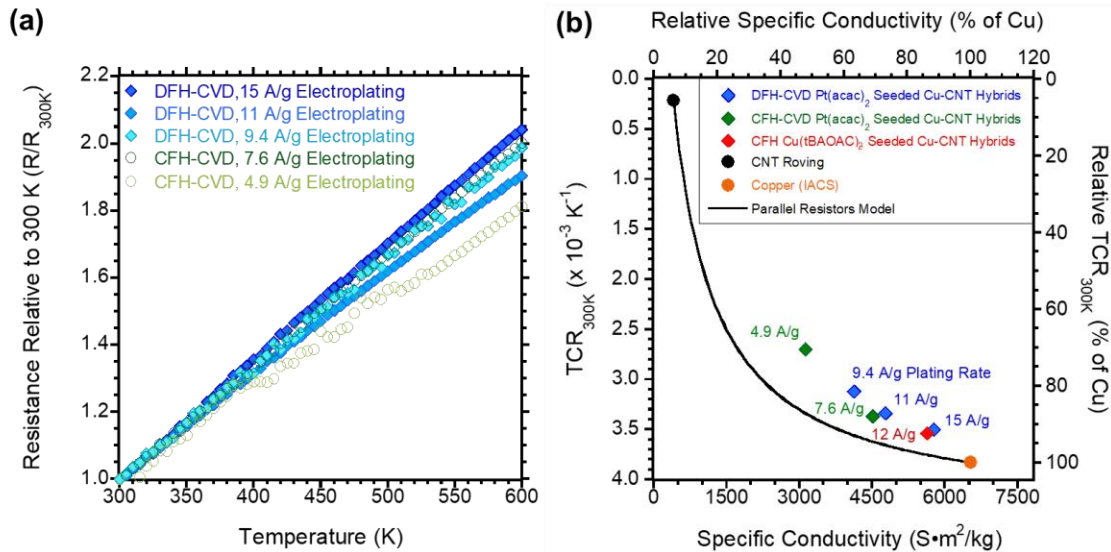 (a)
Resistance Relative to 300 K (R/R300K)
2.2
2.0
1.8
1.6
1.4
1.2
1.0
DFH-CVD,15 A/g Electroplating
DFH-CVD, 11 A/g Electroplating
DFH-CVD, 9.4 A/g Electroplating
CFH-CVD, 7.6 A/g Electroplating
CFH-CVD, 4.9 A/g Electroplating
300 350 400 450 500 550 600
Temperature (K)
(b)
Relative Specific Conductivity (% of Cu)
0 20 40 60 80 100 120
TCR300K (x 10-3 K-1)
0.0
0.5
1.0
1.5
2.0
2.5
3.0
3.5
4.0
DFH-CVD Pt(acac)2 Seeded Cu-CNT Hybrids
CFH-CVD Pt(acac)2 Seeded Cu-CNT Hybrids
CFH Cu(tBAOAC)2 Seeded Cu-CNT Hybrids
CNT Roving
Copper (IACS)
Parallel Resistors Model
4.9 A/g
9.4 A/g Plating Rate
7.6 A/g
11 A/g
12 A/g
15 A/g
0
20
40
60
80
100
Relative TCR300K (% of Cu)
0 1500 3000 4500 6000 7500
Specific Conductivity (S•m2/kg)